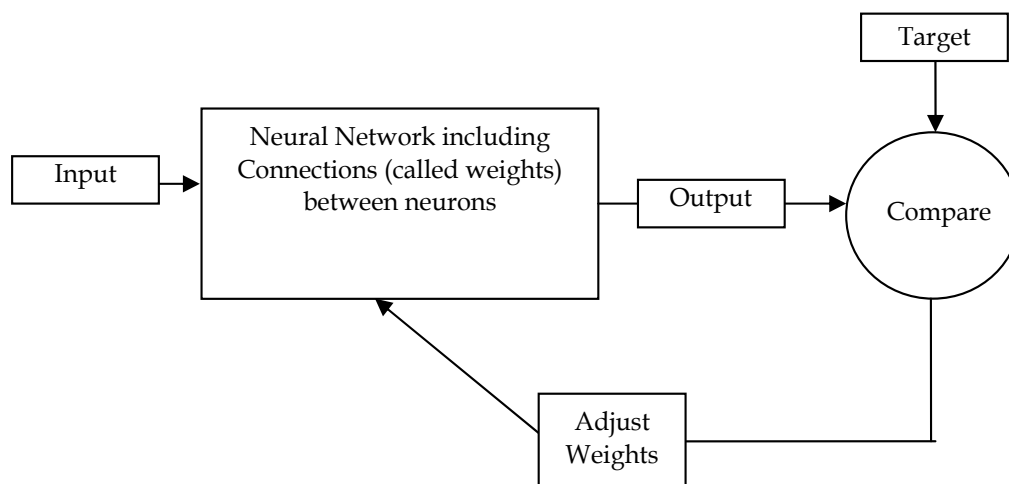 Target
Neural Network including
Connections (called weights)
between neurons
Input
Output
Compare
Adjust
Weights